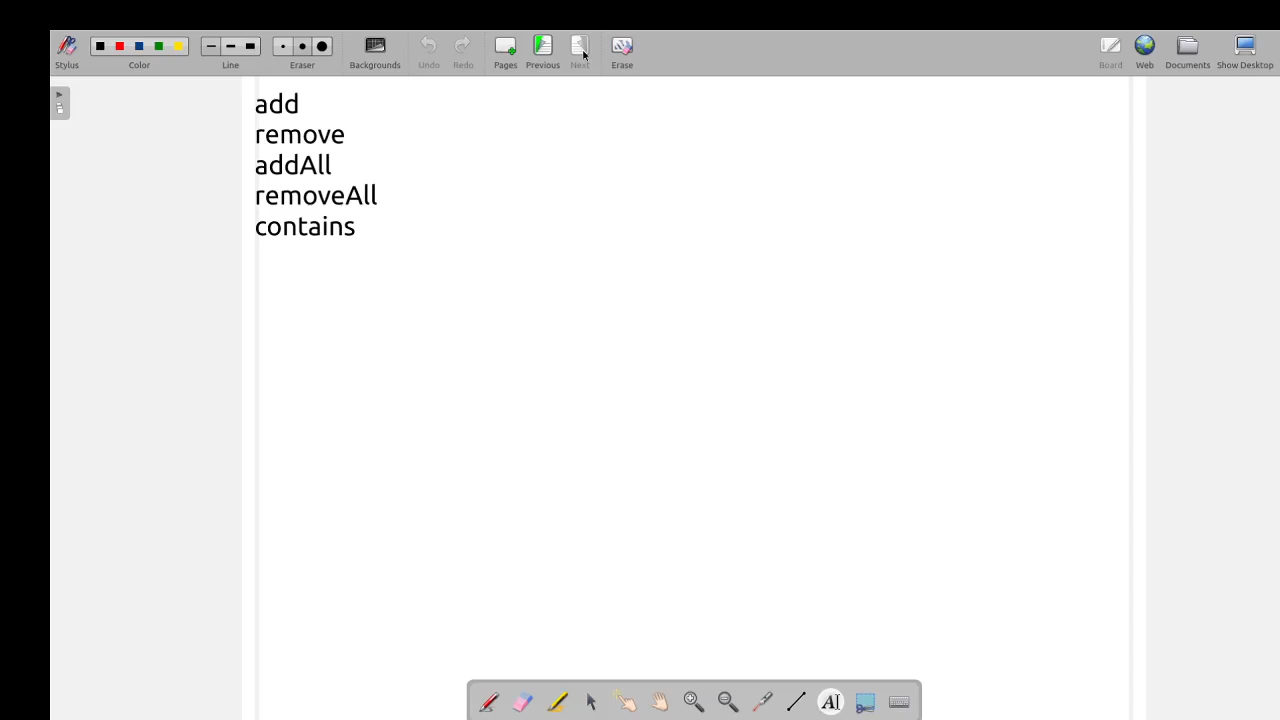 Stylus
Color
Line
Eraser
Backgrounds
Undo
Redo
Pages
Previous
Next
Erase
Board
Web
Documents
Show Desktop
add
remove
addAll
removeAll
contains
AI